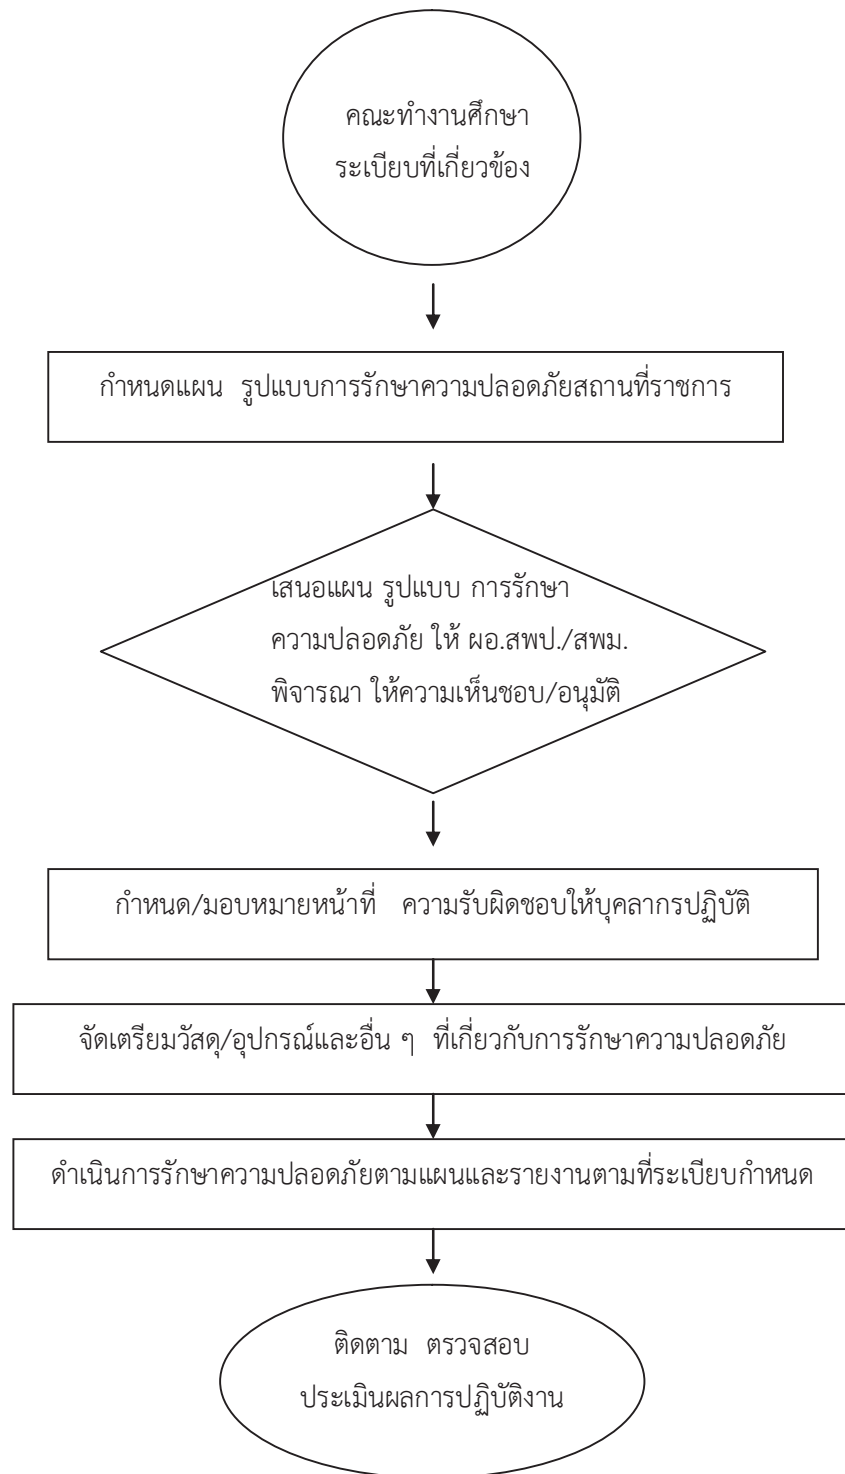 คณะทำงานศึกษา
ระเบียบที่เกี่ยวข้อง
กำหนดแผน รูปแบบการรักษาความปลอดภัยสถานที่ราชการ
เสนอแผน รูปแบบ การรักษา
ความปลอดภัย ให้ ผอ.สพป./สพม.
พิจารณา ให้ความเห็นชอบ/อนุมัติ
กำหนด/มอบหมายหน้าที่ ความรับผิดชอบให้บุคลากรปฏิบัติ
จัดเตรียมวัสดุ/อุปกรณ์และอื่น ๆ ที่เกี่ยวกับการรักษาความปลอดภัย
ดำเนินการรักษาความปลอดภัยตามแผนและรายงานตามที่ระเบียบกำหนด
ติดตาม ตรวจสอบ
ประเมินผลการปฏิบัติงาน